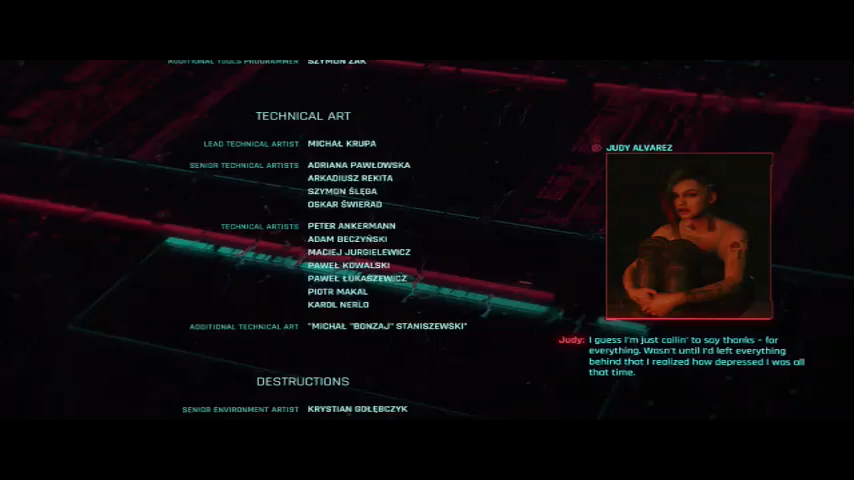 ADDITIONAL TOOLS PROGRAMMER SZYMON ŻAK
TECHNICAL ART
LEAD TECHNICAL ARTIST MICHAŁ KRUPA
SENIOR TECHNICAL ARTISTS ADRIANA PAWŁOWSKA
ARKADIUSZ REKITA
SZYMON ŚLĘGA
OSKAR ŚWIERAD
TECHNICAL ARTISTS PETER ANKERMANN
ADAM BECZYŃSKI
MACIEJ JURGIELEWICZ
PAWEŁ KOWALSKI
PAWEŁ ŁUKASZEWICZ
PIOTR MAKAL
KAROL NERLO
ADDITIONAL TECHNICAL ART "MICHAŁ "BONZAJ" STANISZEWSKI"
DESTRUCTIONS
SENIOR ENVIRONMENT ARTIST KRYSTIAN GOŁĘBCZYK
JUDY ALVAREZ
Judy: I guess I'm just callin' to say thanks - for
everything. Wasn't until I'd left everything
behind that I realized how depressed I was all
that time.